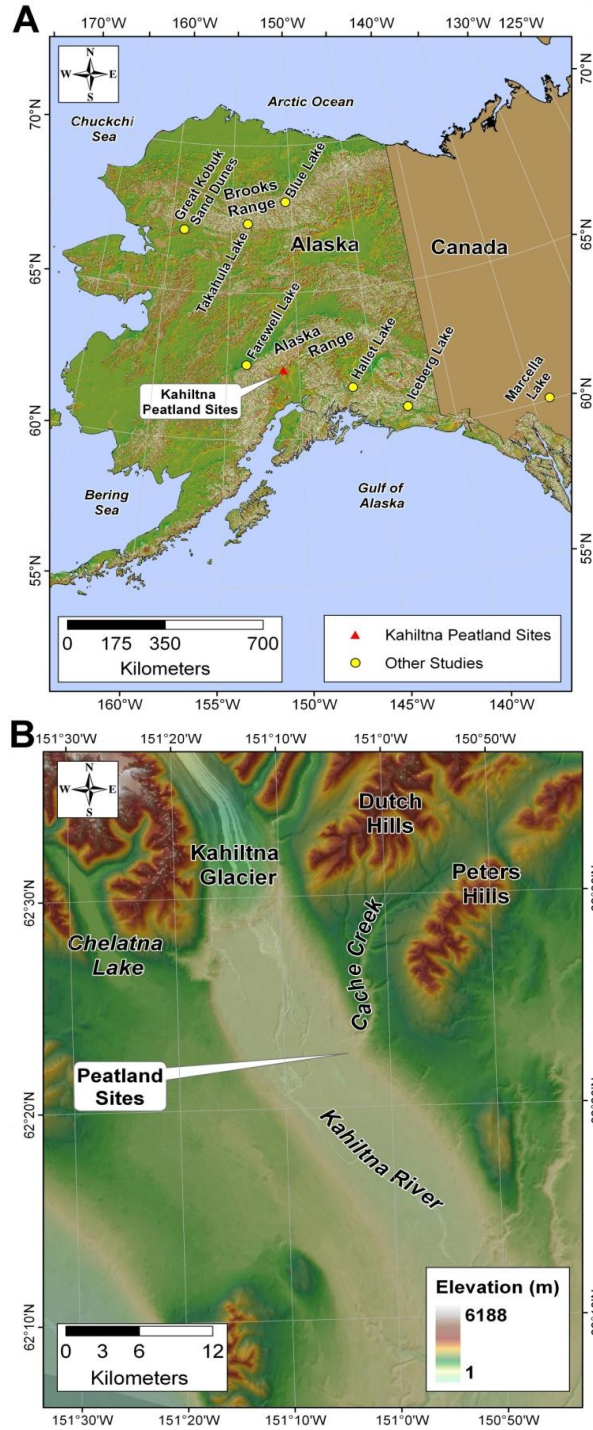 A
160°W
150°W
140°W
130°W
125°W
N
W
E
S
Arctic Ocean
Chuckchi
Sea
70°N
70°N
Great Kobuk
Sand Dunes
Brooks
Range
Blue Lake
Takahula Lake
Alaska
Canada
65°N
65°N
Farewell Lake
Alaska
Range
Hallet Lake
Iceberg Lake
Marcella
Lake
Kahiltna
Peatland Sites
60°N
60°N
Bering
Sea
Gulf of
Alaska
55°N
55°N
0 175 350 700
Kilometers
Kahiltna Peatland Sites
Other Studies
160°W
155°W
150°W
145°W
140°W
B
151°30'W
151°20'W
151°10'W
151°0'W
150°50'W
N
W
E
S
Dutch
Hills
Kahiltna
Glacier
Peters
Hills
62°30'N
Chelatna
Lake
Cache Creek
Peatland
Sites
62°20'N
Kahiltna River
Elevation (m)
6188
1
62°10'N
0 3 6 12
Kilometers
151°30'W
151°20'W
151°10'W
151°0'W
150°50'W